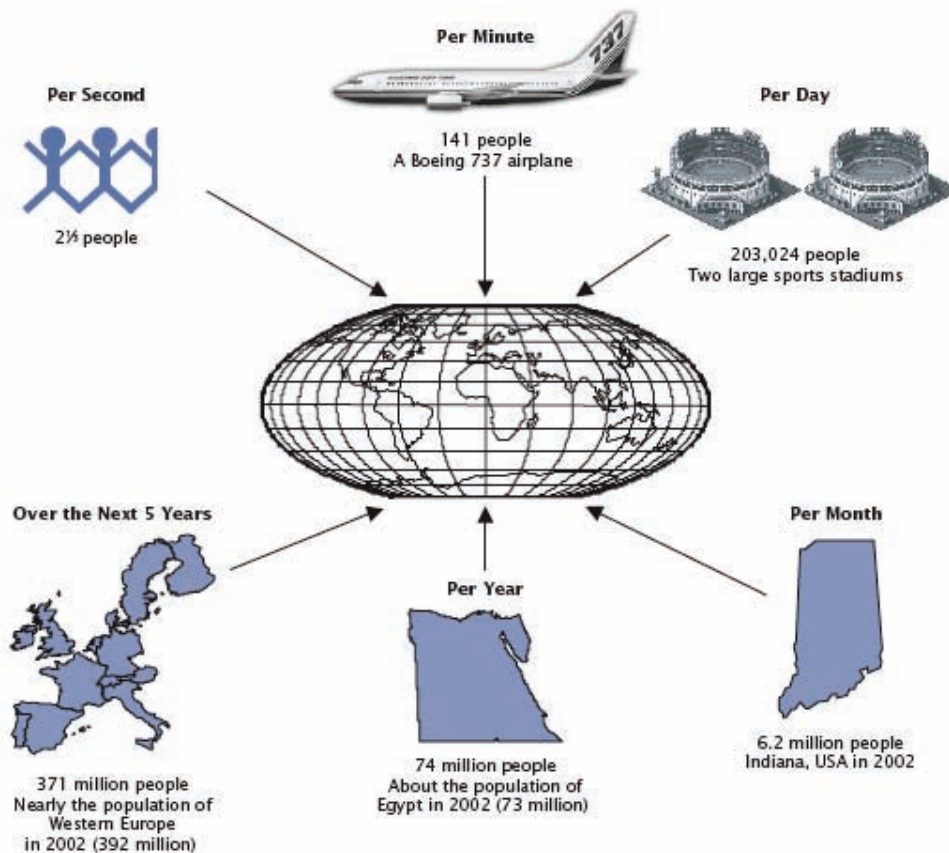 Per Minute
737
141 people
A Boeing 737 airplane
Per Second
2⅓ people
Per Day
203,024 people
Two large sports stadiums
Over the Next 5 Years
371 million people
Nearly the population of
Western Europe
in 2002 (392 million)
Per Year
74 million people
About the population of
Egypt in 2002 (73 million)
Per Month
6.2 million people
Indiana, USA in 2002